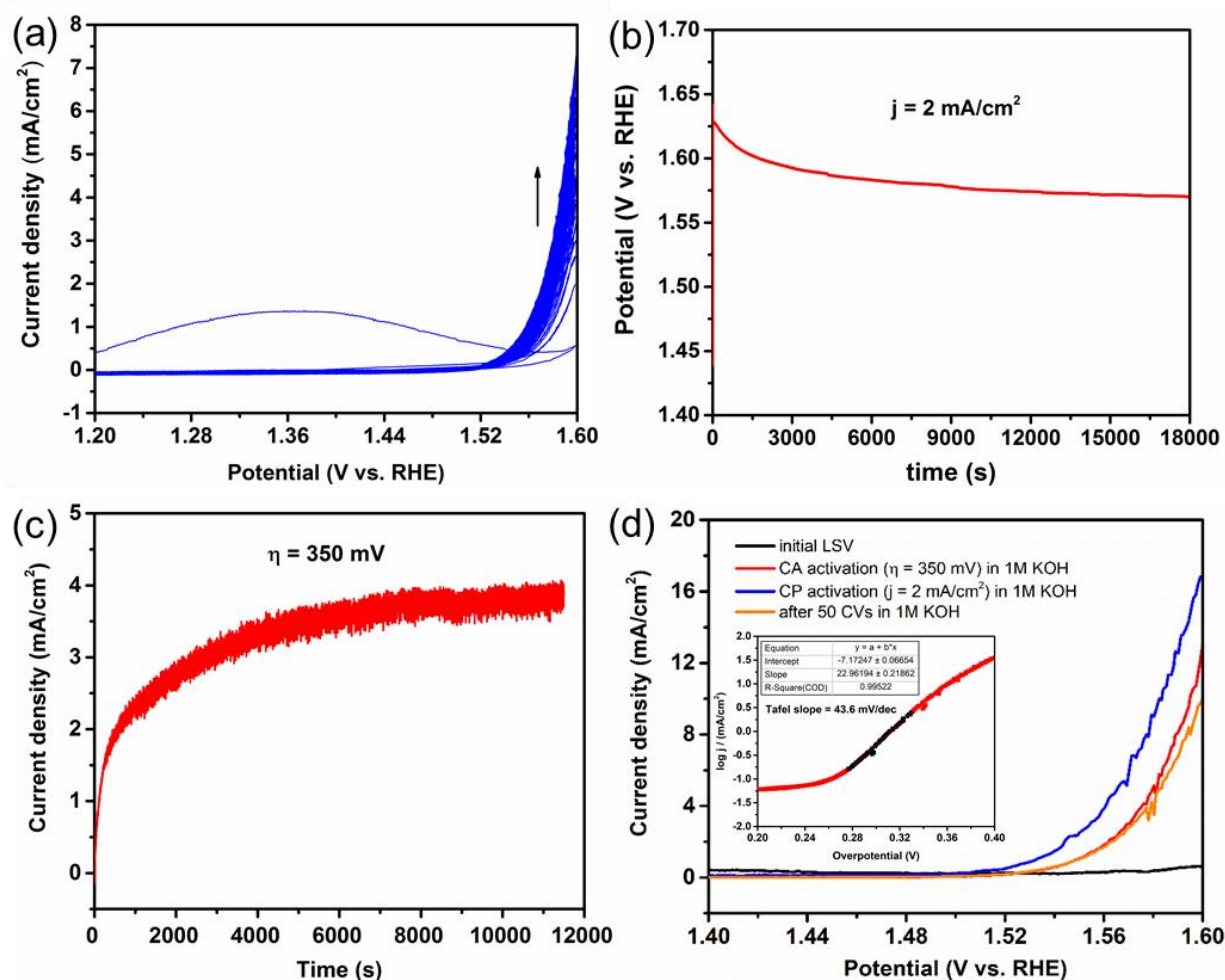 (a)
8
7
6
5
4
3
2
1
0
-1
Current density (mA/cm²)
1.20 1.28 1.36 1.44 1.52 1.60
Potential (V vs. RHE)
(b)
1.70
1.65
1.60
1.55
1.50
1.45
1.40
Potential (V vs. RHE)
j = 2 mA/cm²
0 3000 6000 9000 12000 15000 18000
time (s)
(c)
5
4
3
2
1
0
Current density (mA/cm²)
η = 350 mV
0 2000 4000 6000 8000 10000 12000
Time (s)
(d)
20
16
12
8
4
0
Current density (mA/cm²)
initial LSV
CA activation (η = 350 mV) in 1M KOH
CP activation (j = 2 mA/cm²) in 1M KOH
after 50 CVs in 1M KOH
2.0
1.5
1.0
0.5
0.0
-0.5
-1.0
-1.5
-2.0
log j / (mA/cm²)
Equation y = a + b*x
Intercept -7.17247 ± 0.06654
Slope 22.96194 ± 0.21862
R-Square(COD) 0.99522
Tafel slope = 43.6 mV/dec
0.20 0.24 0.28 0.32 0.36 0.40
Overpotential (V)
1.40 1.44 1.48 1.52 1.56 1.60
Potential (V vs. RHE)